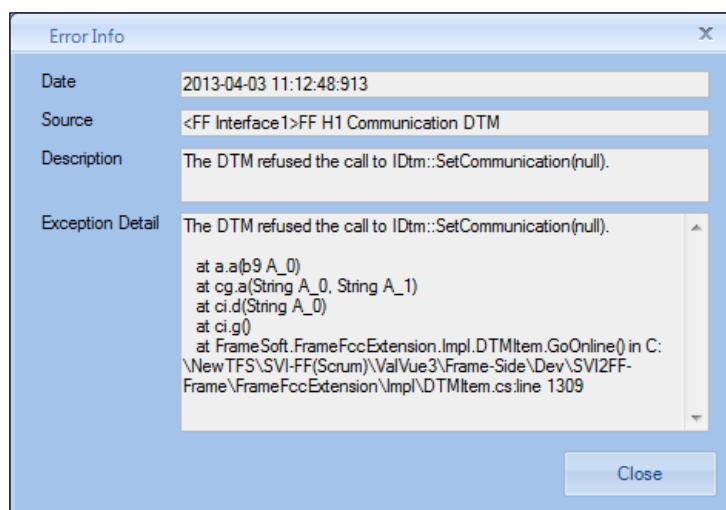 Error Info
Date
2013-04-03 11:12:48:913
Source
<FF Interface1>FF H1 Communication DTM
Description
The DTM refused the call to IDtm::SetCommunication(null).
Exception Detail
The DTM refused the call to IDtm::SetCommunication(null).
at a.a(b9 A_0)
at cg.a(String A_0, String A_1)
at ci.d(String A_0)
at ci.g()
at FrameSoft.FrameFccExtension.Impl.DTMItem.GoOnline() in C:
\NewTFS\SVI-FF(Scrum)\ValVue3\Frame-Side\Dev\SVI2FF-
Frame\FrameFccExtension\Impl\DTMItem.cs:line 1309
Close